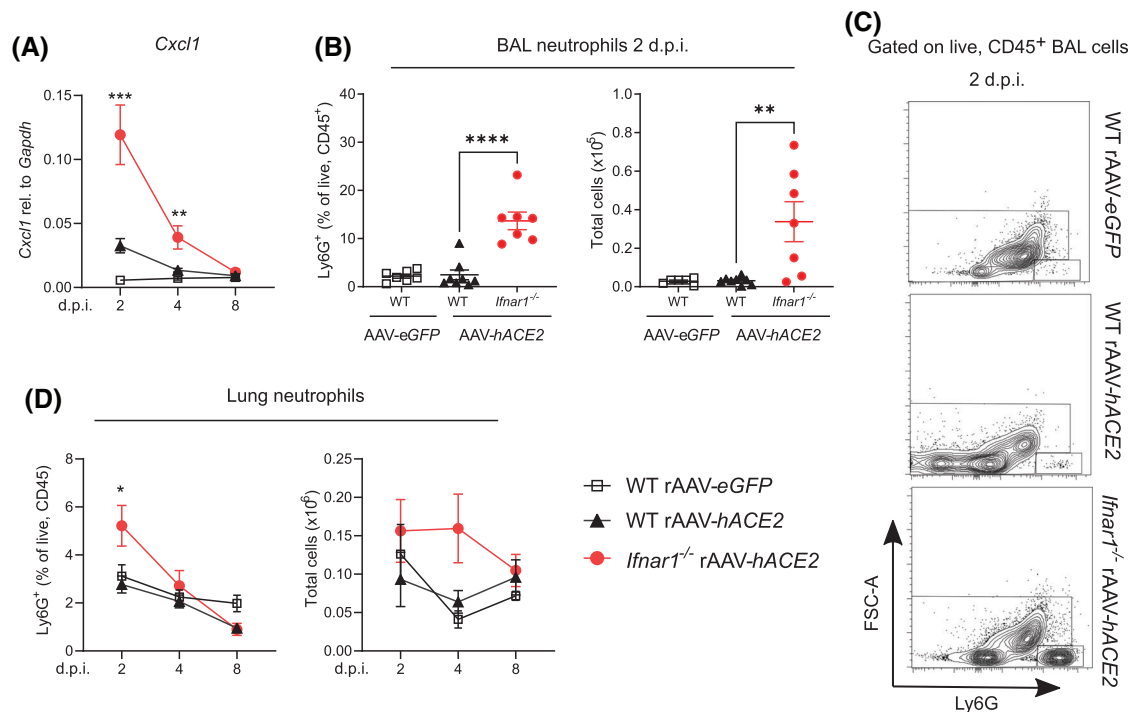 (A)
Cxcl1
Cxcl1 rel. to Gapdh
0.15
0.10
0.05
0.00
***
**
d.p.i.
2
4
8
(B)
BAL neutrophils 2 d.p.i.
Ly6G⁺ (% of live, CD45⁺)
40
30
20
10
0
****
WT
WT
Ifnar1⁻/⁻
AAV-eGFP
AAV-hACE2
Total cells (x10⁵)
1.0
0.8
0.6
0.4
0.2
0.0
**
WT
WT
Ifnar1⁻/⁻
AAV-eGFP
AAV-hACE2
(C)
Gated on live, CD45⁺ BAL cells
2 d.p.i.
WT rAAV-eGFP
WT rAAV-hACE2
Ifnar1⁻/⁻ rAAV-hACE2
FSC-A
Ly6G
(D)
Lung neutrophils
Ly6G⁺ (% of live, CD45)
8
6
4
2
0
*
d.p.i.
2
4
8
Total cells (x10⁶)
0.25
0.20
0.15
0.10
0.05
0.00
d.p.i.
2
4
8
WT rAAV-eGFP
WT rAAV-hACE2
Ifnar1⁻/⁻ rAAV-hACE2